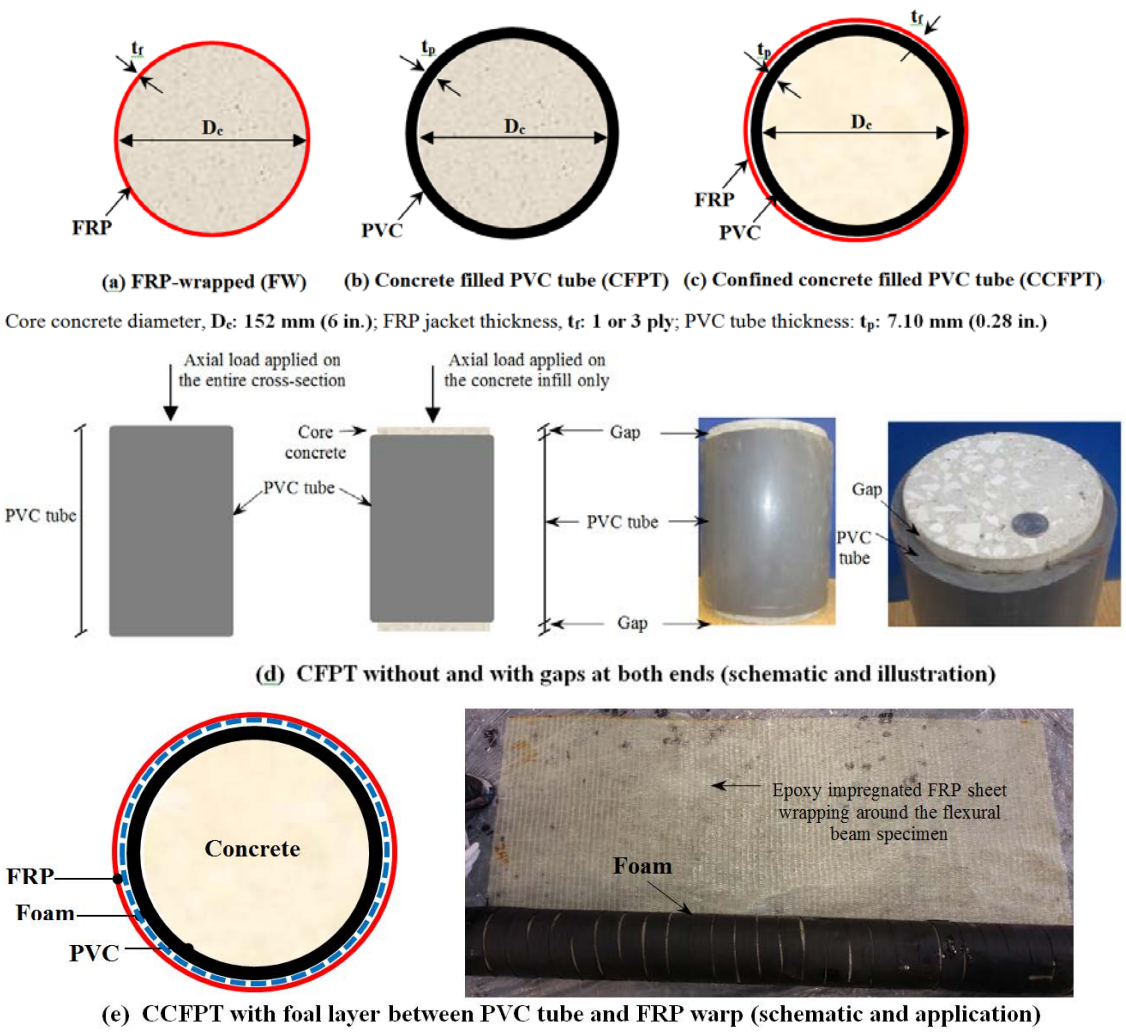 tf
Dc
FRP
tp
Dc
PVC
tf
tp
Dc
FRP
PVC
(a) FRP-wrapped (FW) (b) Concrete filled PVC tube (CFPT) (c) Confined concrete filled PVC tube (CCFPT)
Core concrete diameter, Dc: 152 mm (6 in.); FRP jacket thickness, tf: 1 or 3 ply; PVC tube thickness: tp: 7.10 mm (0.28 in.)
Axial load applied on
the entire cross-section
Axial load applied on
the concrete infill only
PVC tube
Core
concrete
PVC tube
Gap
PVC tube
Gap
Gap
PVC
tube
(d) CFPT without and with gaps at both ends (schematic and illustration)
Concrete
FRP
Foam
PVC
Epoxy impregnated FRP sheet
wrapping around the flexural
beam specimen
Foam
(e) CCFPT with foal layer between PVC tube and FRP warp (schematic and application)